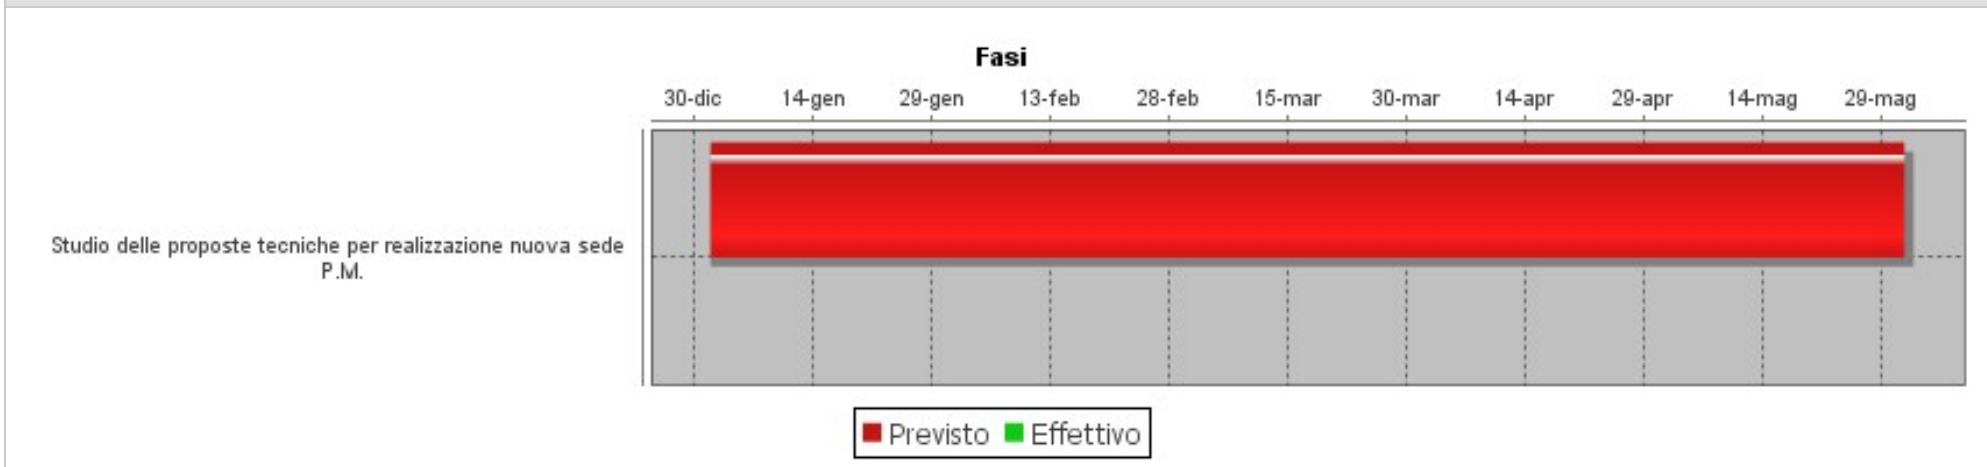 Fasi
30-dic 14-gen 29-gen 13-feb 28-feb 15-mar 30-mar 14-apr 29-apr 14-mag 29-mag
Studio delle proposte tecniche per realizzazione nuova sede
P.M.
Previsto Effettivo